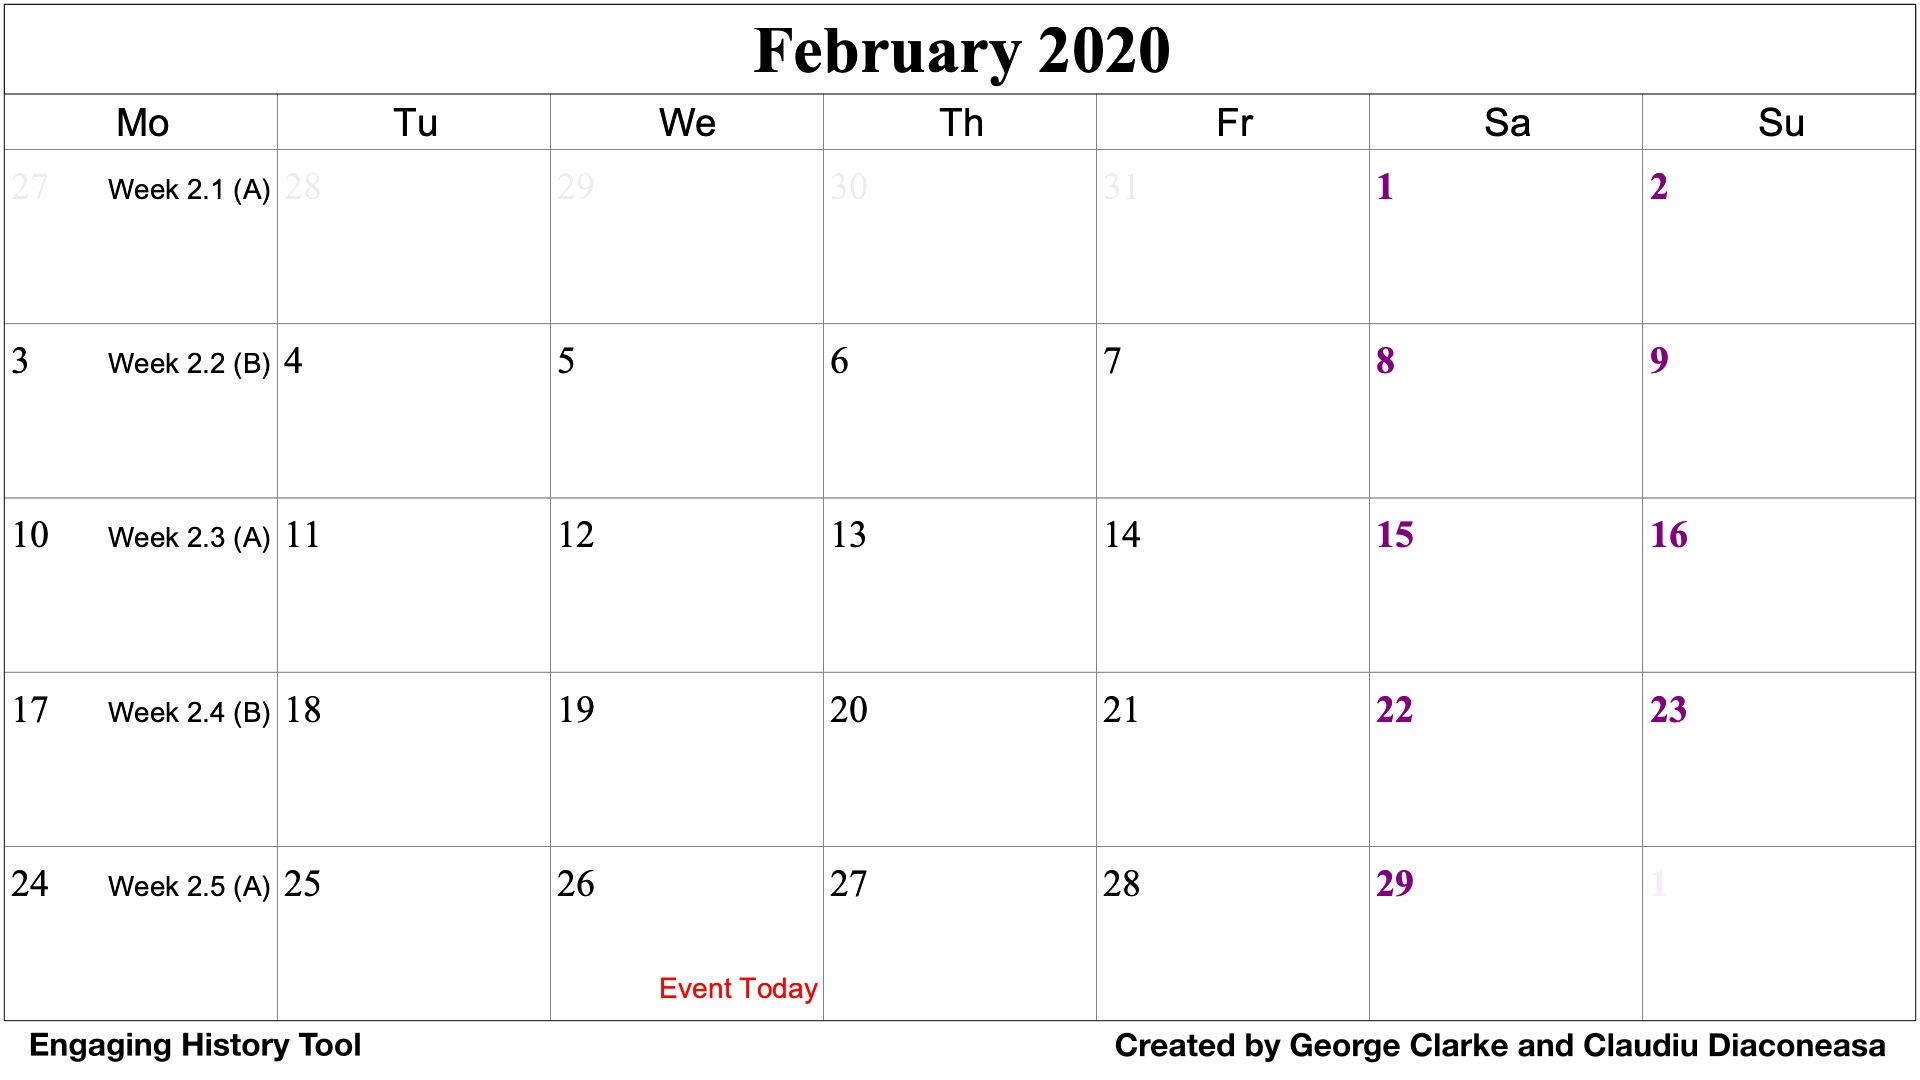 February 2020
Mo Tu We Th Fr Sa Su
27 Week 2.1 (A) 28 29 30 31 1 2
3 Week 2.2 (B) 4 5 6 7 8 9
10 Week 2.3 (A) 11 12 13 14 15 16
17 Week 2.4 (B) 18 19 20 21 22 23
24 Week 2.5 (A) 25 26 27 28 29 1
Event Today
Engaging History Tool Created by George Clarke and Claudiu Diaconeasa